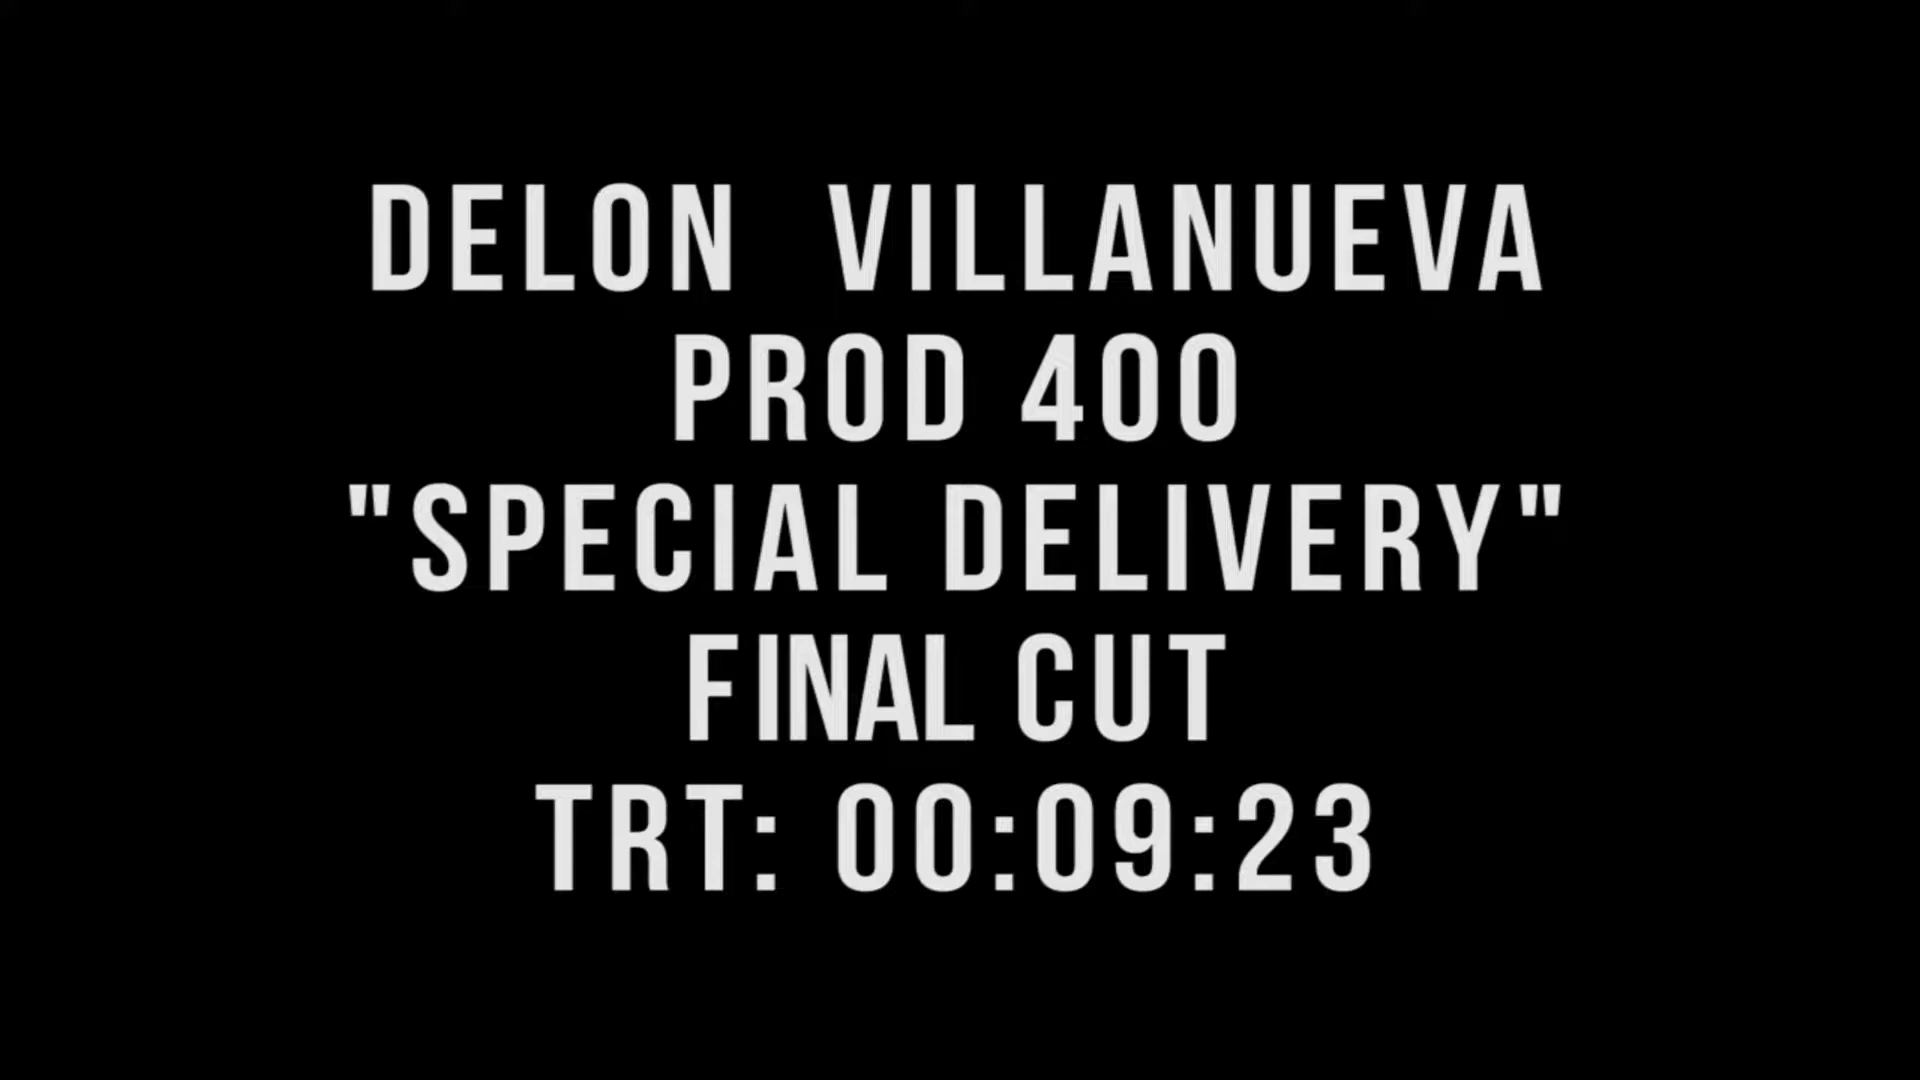 DELON VILLANUEVA
PROD 400
"SPECIAL DELIVERY"
FINAL CUT
TRT: 00:09:23